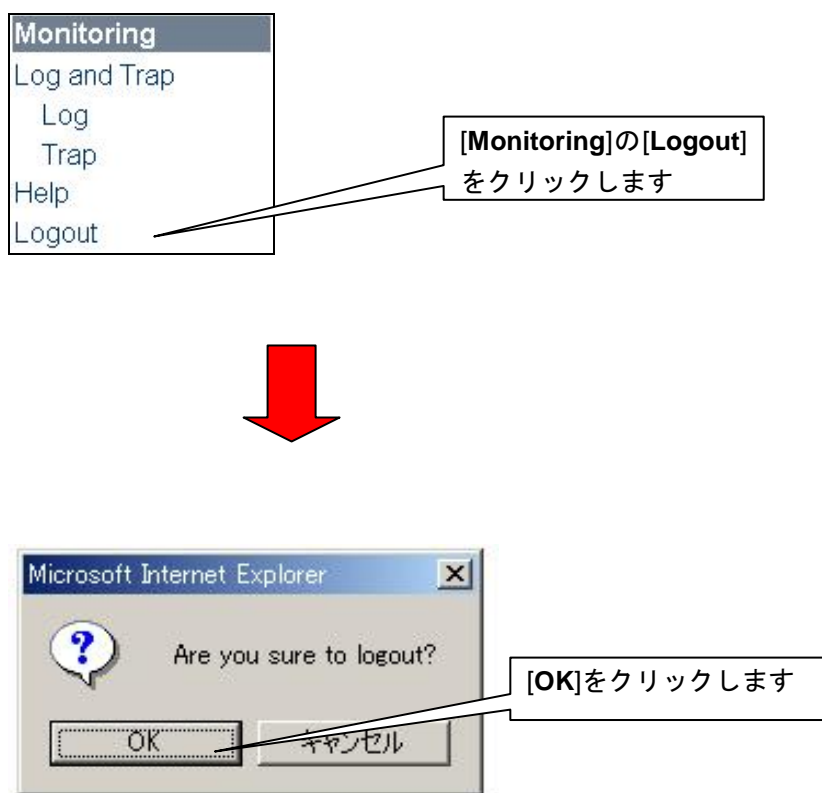 Monitoring
Log and Trap
Log
Trap
Help
Logout
[Monitoring]の[Logout]
をクリックします
Microsoft Internet Explorer
Are you sure to logout?
OK
キャンセル
[OK]をクリックします